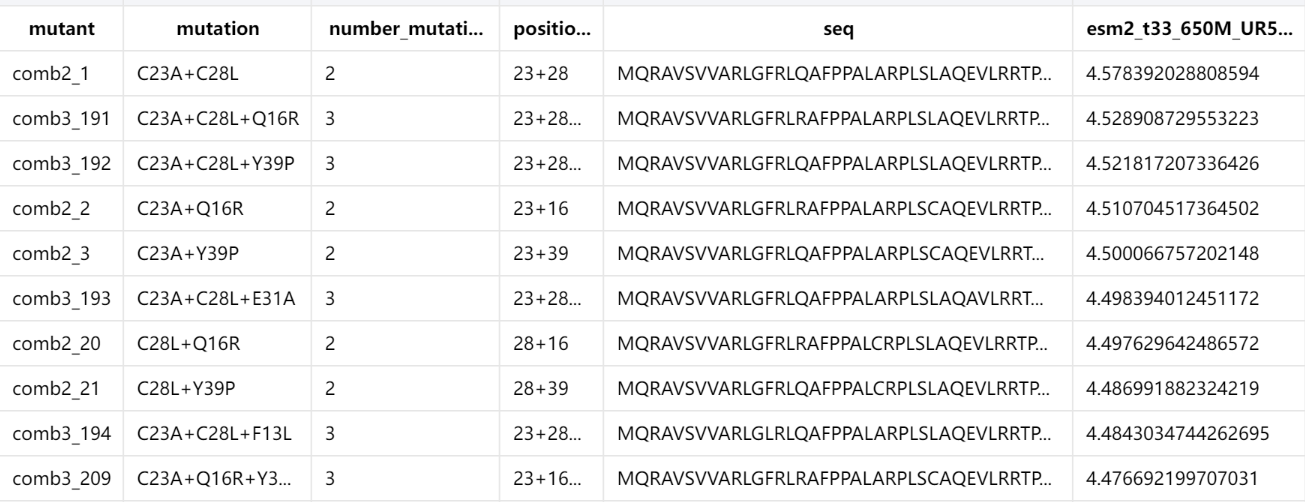 mutant mutation number_mutati... positio... seq esm2_t33_650M_UR5...
comb2_1 C23A+C28L 2 23+28 MQRAVSVVARLGFRLQAFPPALARPLSLAQEVLRRTP... 4.578392028808594
comb3_191 C23A+C28L+Q16R 3 23+28... MQRAVSVVARLGFRLRAFPPALARPLSLAQEVLRRTP... 4.528908729553223
comb3_192 C23A+C28L+Y39P 3 23+28... MQRAVSVVARLGFRLQAFPPALARPLSLAQEVLRRTP... 4.521817207336426
comb2_2 C23A+Q16R 2 23+16 MQRAVSVVARLGFRLRAFPPALARPLSCAQEVLRRTP... 4.510704517364502
comb2_3 C23A+Y39P 2 23+39 MQRAVSVVARLGFRLQAFPPALARPLSCAQEVLRRT... 4.500066757202148
comb3_193 C23A+C28L+E31A 3 23+28... MQRAVSVVARLGFRLQAFPPALARPLSLAQAVLRRT... 4.498394012451172
comb2_20 C28L+Q16R 2 28+16 MQRAVSVVARLGFRLRAFPPALCRPLSLAQEVLRRTP... 4.497629642486572
comb2_21 C28L+Y39P 2 28+39 MQRAVSVVARLGFRLQAFPPALCRPLSLAQEVLRRTP... 4.486991882324219
comb3_194 C23A+C28L+F13L 3 23+28... MQRAVSVVARLGLRLQAFPPALARPLSLAQEVLRRTP... 4.4843034744262695
comb3_209 C23A+Q16R+Y3... 3 23+16... MQRAVSVVARLGFRLRAFPPALARPLSCAQEVLRRTP... 4.476692199707031